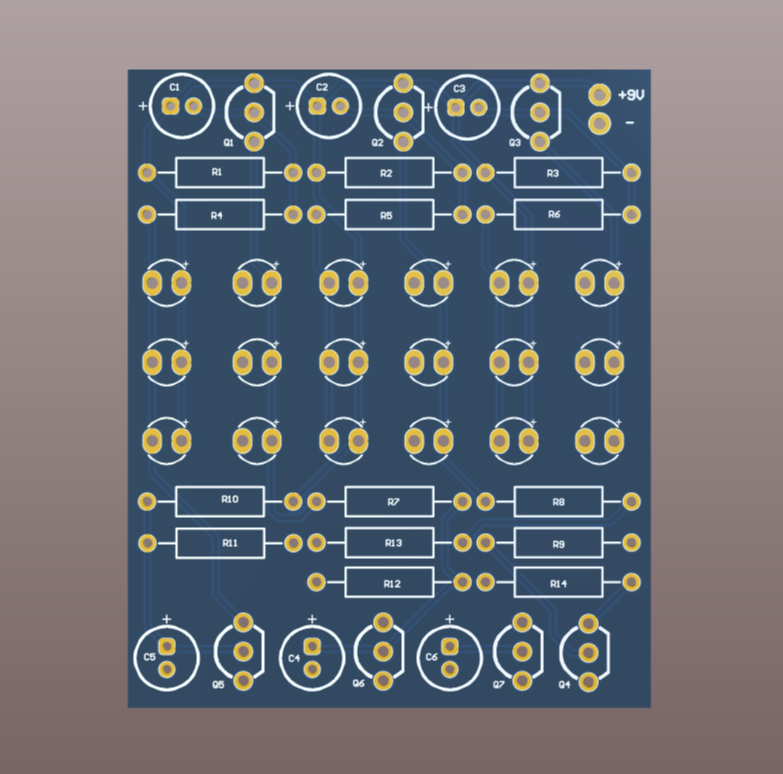 C1 C2 C3 +9V
+ + + -
Q1 Q2 Q3
R1 R2 R3
R4 R5 R6
+ + + + + +
+ + + + + +
+ + + + + +
R10 R7 R8
R11 R13 R9
R12 R14
+ + +
C5 C4 C6
Q5 Q6 Q7 Q4